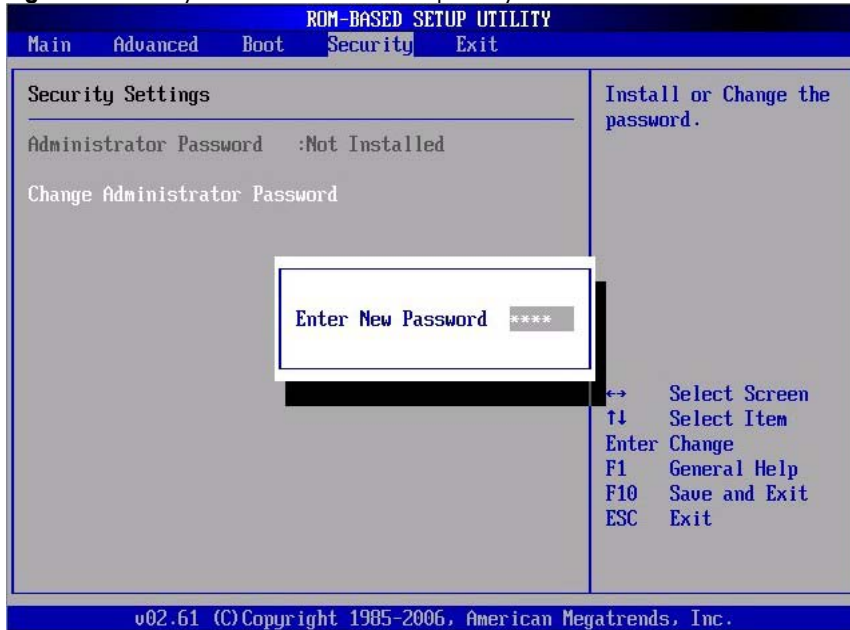 ROM-BASED SETUP UTILITY
Main Advanced Boot Security Exit
Security Settings
Administrator Password :Not Installed
Change Administrator Password
Enter New Password ****
Install or Change the
password.
↔ Select Screen
↑↓ Select Item
Enter Change
F1 General Help
F10 Save and Exit
ESC Exit
v02.61 (C)Copyright 1985-2006, American Megatrends, Inc.